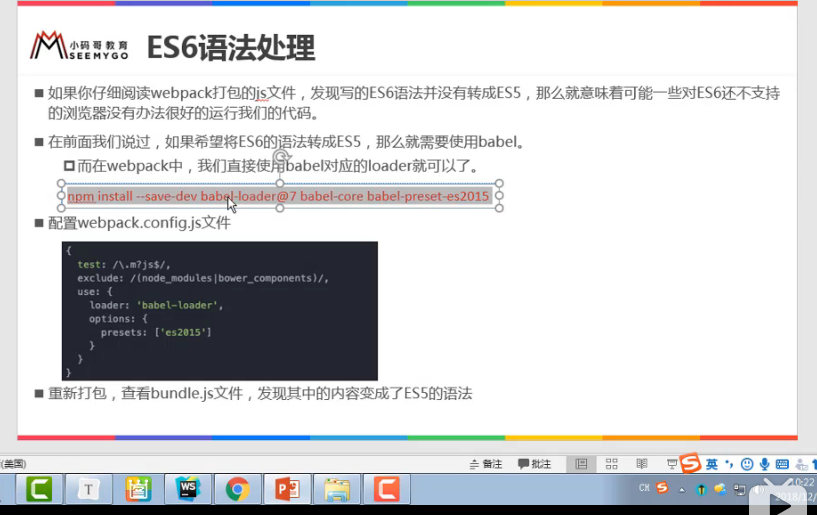 小码哥教育
SEEMYGO
ES6语法处理
如果你仔细阅读webpack打包的js文件，发现写的ES6语法并没有转成ES5，那么就意味着可能一些对ES6还不支持
的浏览器没有办法很好的运行我们的代码。
在前面我们说过，如果希望将ES6的语法转成ES5，那么就需要使用babel。
而在webpack中，我们直接使用babel对应的loader就可以了。
npm install --save-dev babel-loader@7 babel-core babel-preset-es2015
配置webpack.config.js文件
{
test: /\.m?js$/,
exclude: /(node_modules|bower_components)/,
use: {
loader: 'babel-loader',
options: {
presets: ['es2015']
}
}
}
重新打包，查看bundle.js文件，发现其中的内容变成了ES5的语法
(美国)
备注
批注
英
C
T
WS
P
C
CH
10:22
2018/12/